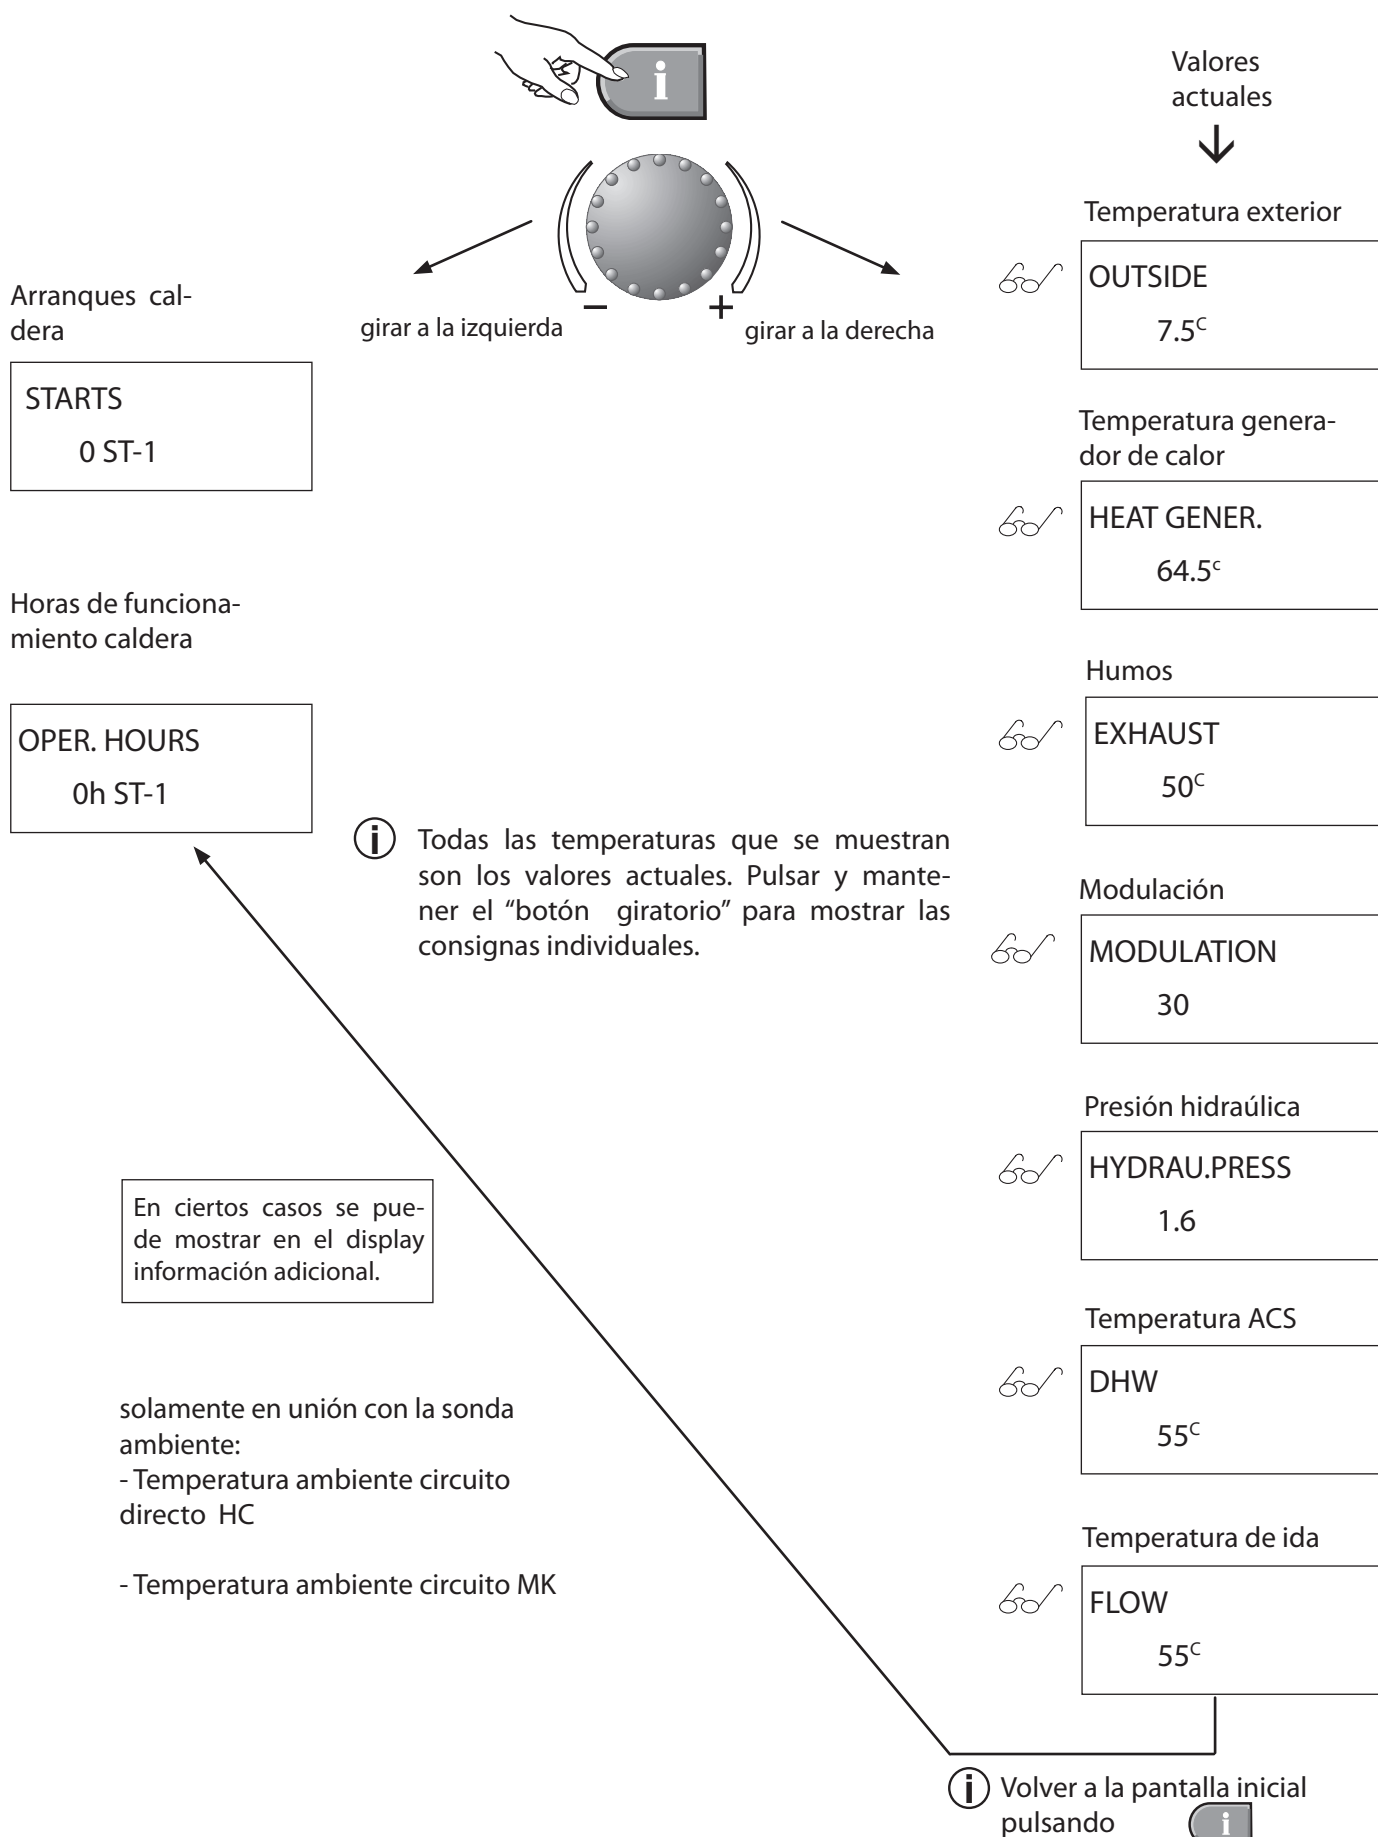 i
Valores
actuales
Temperatura exterior
OUTSIDE
7.5C
Arranques cal-
dera
– +
girar a la izquierda
girar a la derecha
STARTS
0 ST-1
Temperatura genera-
dor de calor
HEAT GENER.
64.5c
Horas de funciona-
miento caldera
Humos
OPER. HOURS
0h ST-1
EXHAUST
50C
i Todas las temperaturas que se muestran
son los valores actuales. Pulsar y mante-
ner el “botón giratorio” para mostrar las
consignas individuales.
Modulación
MODULATION
30
Presión hidraúlica
HYDRAU.PRESS
1.6
En ciertos casos se pue-
de mostrar en el display
información adicional.
Temperatura ACS
DHW
55C
solamente en unión con la sonda
ambiente:
- Temperatura ambiente circuito
directo HC
- Temperatura ambiente circuito MK
Temperatura de ida
FLOW
55C
i Volver a la pantalla inicial
pulsando i